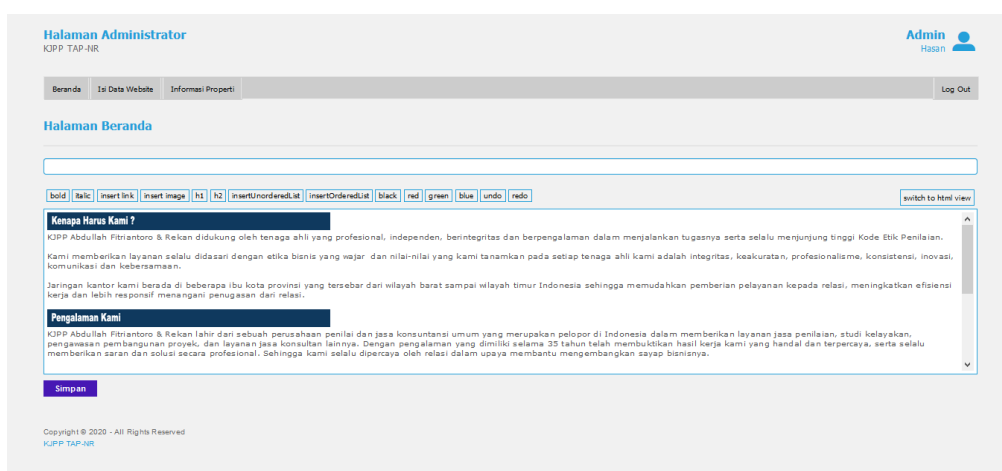 Halaman Administrator
KJPP TAP-NR
Admin
Hasan
Beranda Isi Data Website Informasi Properti Log Out
Halaman Beranda
bold italic insert link insert image h1 h2 insertUnorderedList insertOrderedList black red green blue undo redo
switch to html view
Kenapa Harus Kami ?
KJPP Abdullah Fitriantoro & Rekan didukung oleh tenaga ahli yang profesional, independen, berintegritas dan berpengalaman dalam menjalankan tugasnya serta selalu menjunjung tinggi Kode Etik Penilaian.
Kami memberikan layanan selalu didasari dengan etika bisnis yang wajar dan nilai-nilai yang kami tanamkan pada setiap tenaga ahli kami adalah integritas, keakuratan, profesionalisme, konsistensi, inovasi,
komunikasi dan kebersamaan.
Jaringan kantor kami berada di beberapa ibu kota provinsi yang tersebar dari wilayah barat sampai wilayah timur Indonesia sehingga memudahkan pemberian pelayanan kepada relasi, meningkatkan efisiensi
kerja dan lebih responsif menangani penugasan dari relasi.
Pengalaman Kami
KJPP Abdullah Fitriantoro & Rekan lahir dari sebuah perusahaan penilai dan jasa konsuntansi umum yang merupakan pelopor di Indonesia dalam memberikan layanan jasa penilaian, studi kelayakan,
pengawasan pembangunan proyek, dan layanan jasa konsultan lainnya. Dengan pengalaman yang dimiliki selama 35 tahun telah membuktikan hasil kerja kami yang handal dan terpercaya, serta selalu
memberikan saran dan solusi secara profesional. Sehingga kami selalu dipercaya oleh relasi dalam upaya membantu mengembangkan sayap bisnisnya.
Simpan
Copyright © 2020 - All Rights Reserved
KJPP TAP-NR